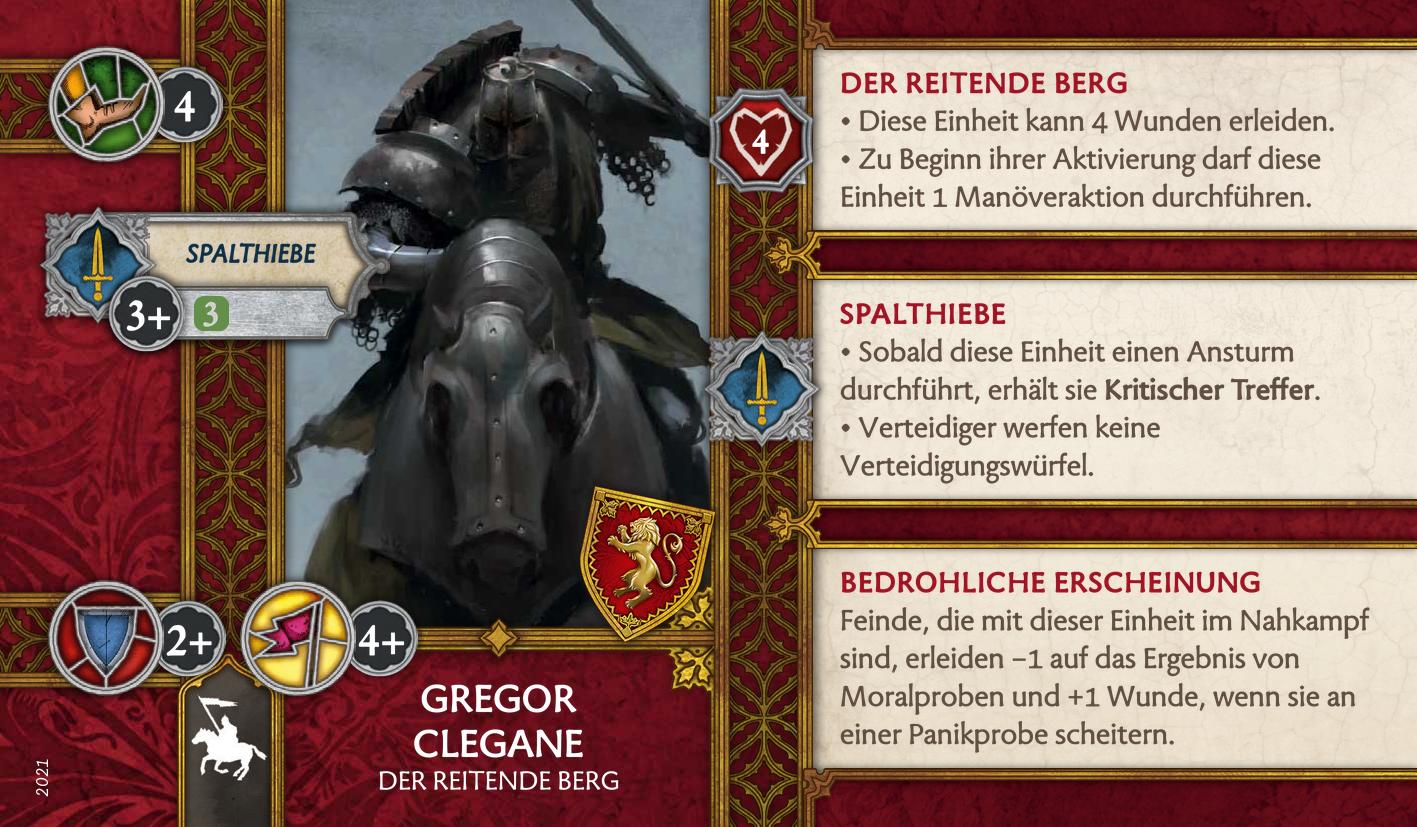 4
SPALTHIEBE
3+
3
2+
4+
GREGOR
CLEGANE
DER REITENDE BERG
2021
4
DER REITENDE BERG
• Diese Einheit kann 4 Wunden erleiden.
• Zu Beginn ihrer Aktivierung darf diese
Einheit 1 Manöveraktion durchführen.
SPALTHIEBE
• Sobald diese Einheit einen Ansturm
durchführt, erhält sie Kritischer Treffer.
• Verteidiger werfen keine
Verteidigungswürfel.
BEDROHLICHE ERSCHEINUNG
Feinde, die mit dieser Einheit im Nahkampf
sind, erleiden −1 auf das Ergebnis von
Moralproben und +1 Wunde, wenn sie an
einer Panikprobe scheitern.